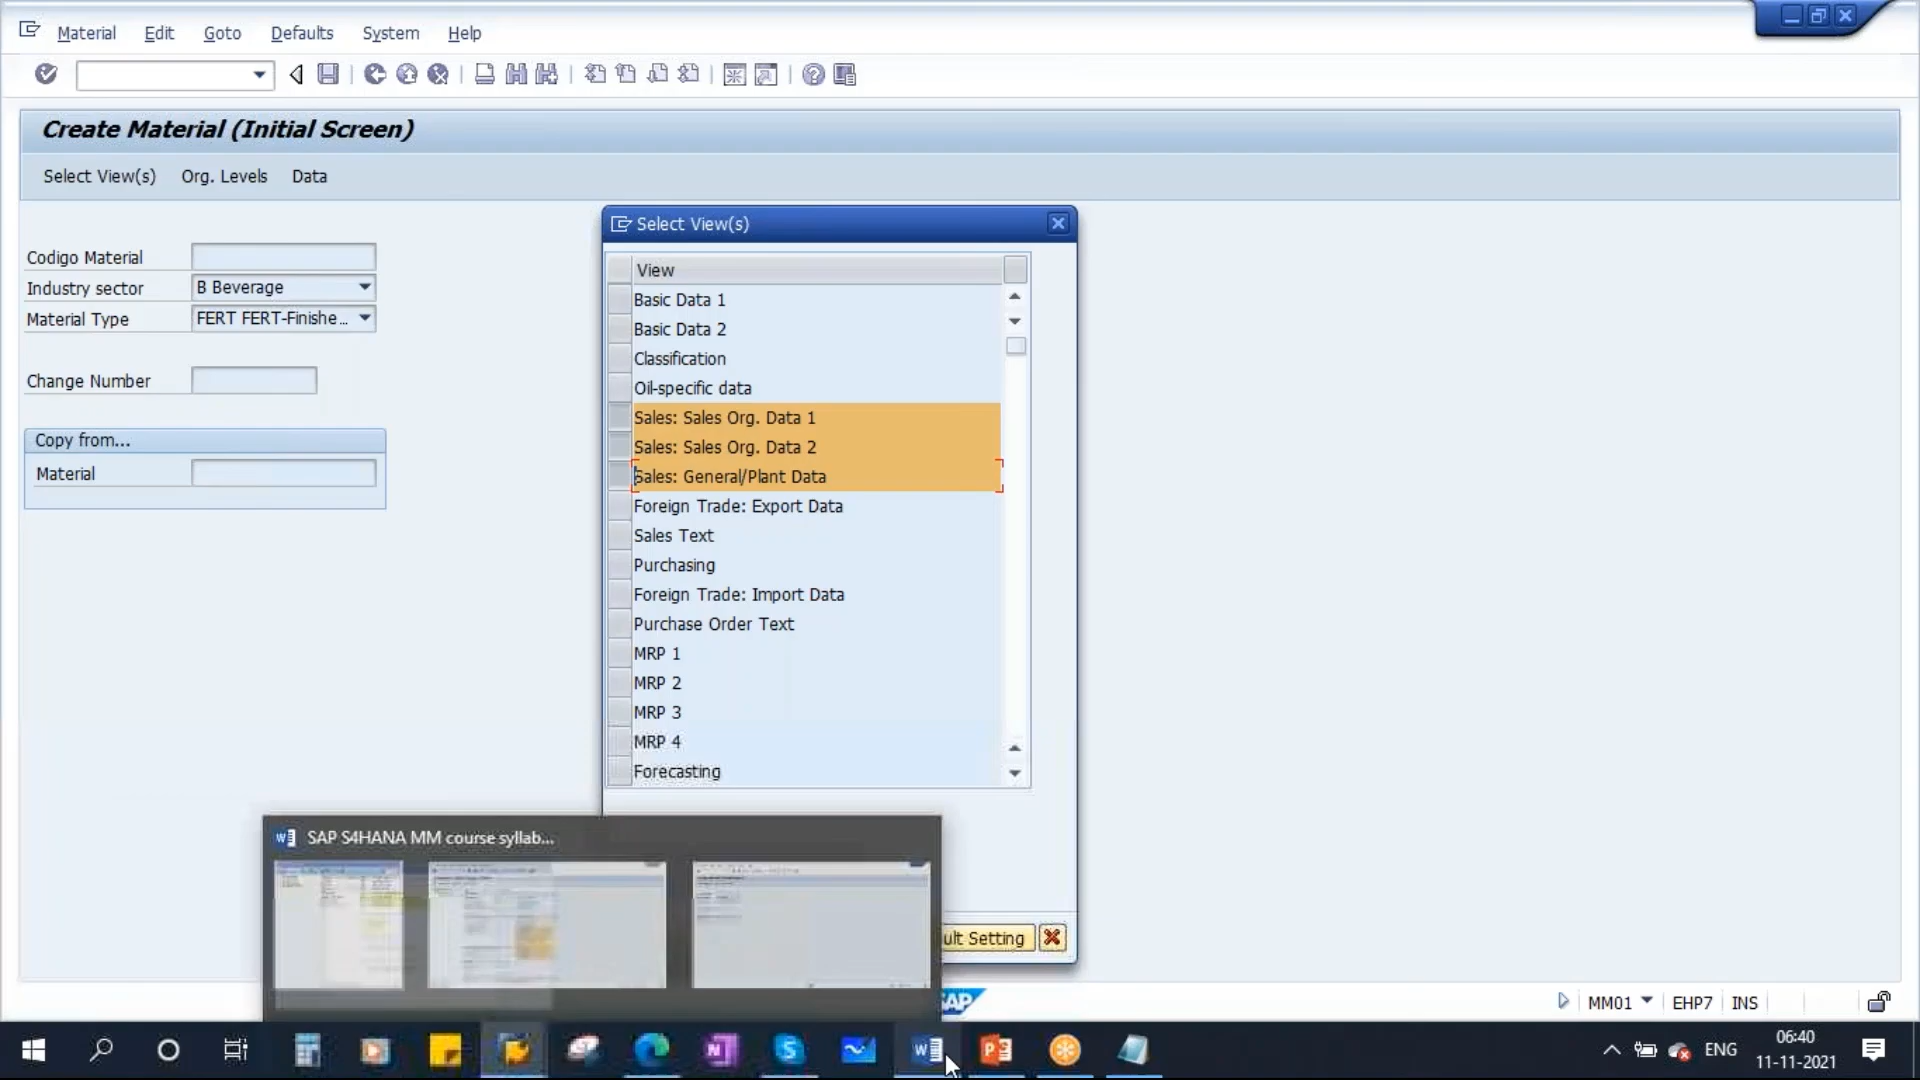 Material Edit Goto Defaults System Help
Create Material (Initial Screen)
Select View(s) Org. Levels Data
Codigo Material
Industry sector B Beverage
Material Type FERT FERT-Finishe...
Change Number
Copy from...
Material
Select View(s)
View
Basic Data 1
Basic Data 2
Classification
Oil-specific data
Sales: Sales Org. Data 1
Sales: Sales Org. Data 2
Sales: General/Plant Data
Foreign Trade: Export Data
Sales Text
Purchasing
Foreign Trade: Import Data
Purchase Order Text
MRP 1
MRP 2
MRP 3
MRP 4
Forecasting
ult Setting
SAP S4HANA MM course syllab...
SAP
MM01 EHP7 INS
ENG
06:40
11-11-2021